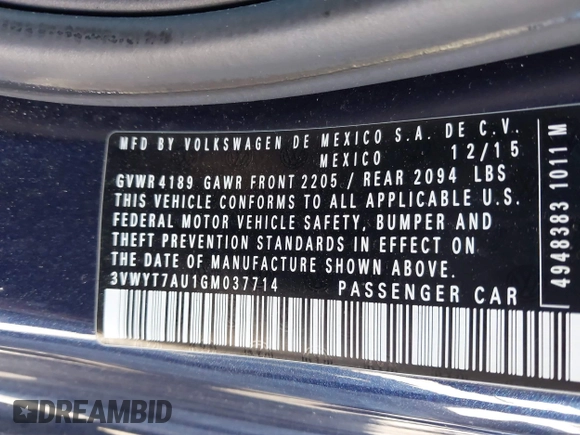 MFD BY VOLKSWAGEN DE MEXICO S.A. DE C.V.
MEXICO 12/15
GVWR 4189 GAWR FRONT 2205 / REAR 2094 LBS
THIS VEHICLE CONFORMS TO ALL APPLICABLE U.S.
FEDERAL MOTOR VEHICLE SAFETY, BUMPER AND
THEFT PREVENTION STANDARDS IN EFFECT ON
THE DATE OF MANUFACTURE SHOWN ABOVE.
3VWYT7AU1GM037714 PASSENGER CAR
4948383 1011 M
DREAMBID